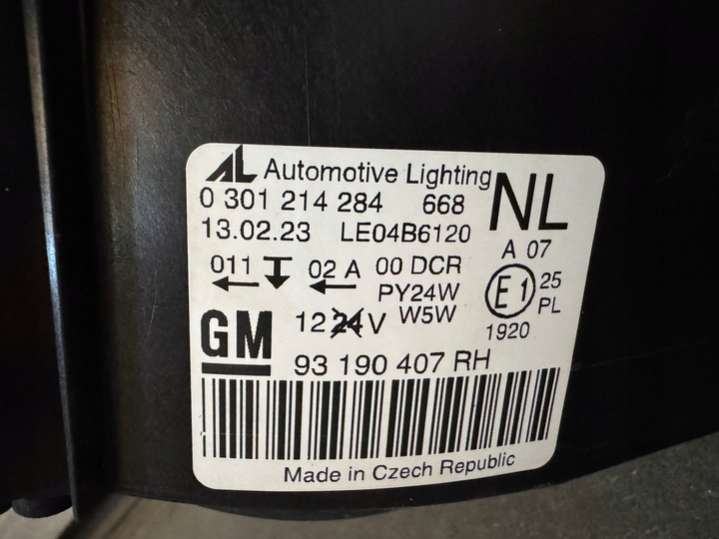 AL Automotive Lighting NL
0 301 214 284 668
13.02.23 LE04B6120
A 07
011 02 A 00 DCR
E1 25
PY24W PL
GM 12 24 V W5W 1920
93 190 407 RH
Made in Czech Republic